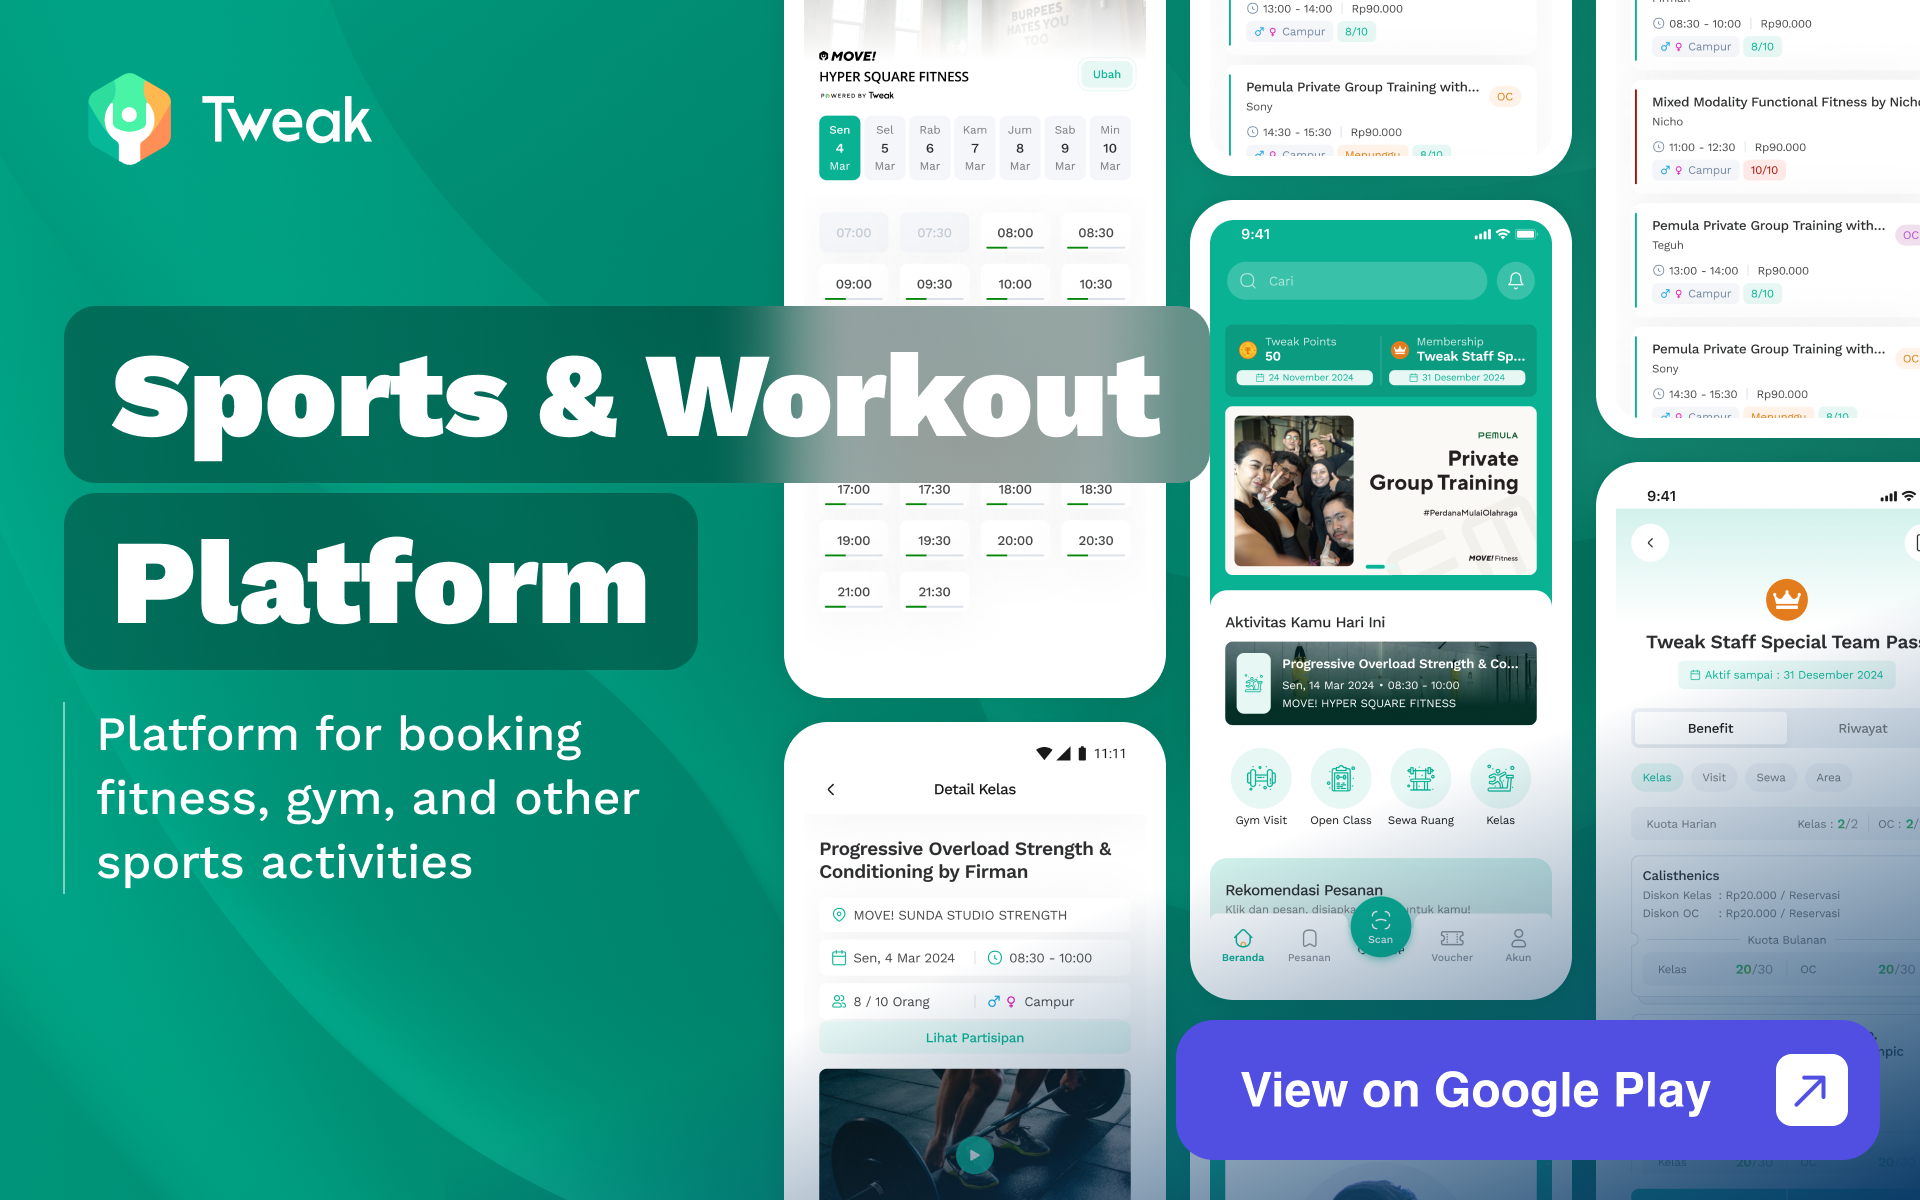 Tweak
Sports & Workout
Platform
Platform for booking
fitness, gym, and other
sports activities
BURPEES
HATES YOU
TOO
MOVE!
HYPER SQUARE FITNESS
POWERED BY Tweak
Ubah
Sen Sel Rab Kam Jum Sab Min
4 5 6 7 8 9 10
Mar Mar Mar Mar Mar Mar Mar
07:00 07:30 08:00 08:30
09:00 09:30 10:00 10:30
17:00 17:30 18:00 18:30
19:00 19:30 20:00 20:30
21:00 21:30
11:11
Detail Kelas
Progressive Overload Strength &
Conditioning by Firman
MOVE! SUNDA STUDIO STRENGTH
Sen, 4 Mar 2024 08:30 - 10:00
8 / 10 Orang Campur
Lihat Partisipan
13:00 - 14:00 Rp90.000
Campur 8/10
Pemula Private Group Training with...
OC
Sony
14:30 - 15:30 Rp90.000
Campur Menunggu 8/10
9:41
Cari
Tweak Points
50
24 November 2024
Membership
Tweak Staff Sp...
31 Desember 2024
PEMULA
Private
Group Training
#PerdanaMulaiOlahraga
MOVE! Fitness
Aktivitas Kamu Hari Ini
Progressive Overload Strength & Co...
Sen, 14 Mar 2024 • 08:30 - 10:00
MOVE! HYPER SQUARE FITNESS
Gym Visit Open Class Sewa Ruang Kelas
Rekomendasi Pesanan
Klik dan pesan, disiapka untuk kamu!
Scan
Beranda Pesanan Voucher Akun
08:30 - 10:00 Rp90.000
Campur 8/10
Mixed Modality Functional Fitness by Nicho
Nicho
11:00 - 12:30 Rp90.000
Campur 10/10
Pemula Private Group Training with...
OC
Teguh
13:00 - 14:00 Rp90.000
Campur 8/10
Pemula Private Group Training with...
OC
Sony
14:30 - 15:30 Rp90.000
Campur Menunggu 8/10
9:41
Tweak Staff Special Team Pas
Aktif sampai : 31 Desember 2024
Benefit Riwayat
Kelas Visit Sewa Area
Kuota Harian Kelas : 2/2 OC : 2/
Calisthenics
Diskon Kelas : Rp20.000 / Reservasi
Diskon OC : Rp20.000 / Reservasi
Kuota Bulanan
Kelas 20/30 OC 20/30
mpic
View on Google Play
Kelas 20/30 OC 20/30